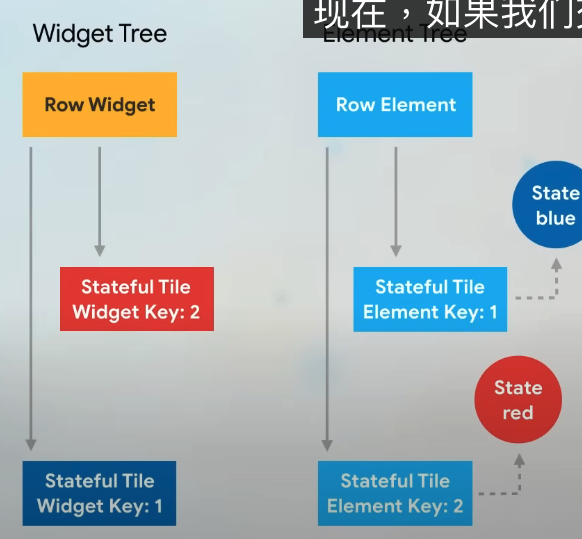 现在，如果我们
Widget Tree
Element Tree
Row Widget
Row Element
State
blue
Stateful Tile
Widget Key: 2
Stateful Tile
Element Key: 1
State
red
Stateful Tile
Widget Key: 1
Stateful Tile
Element Key: 2